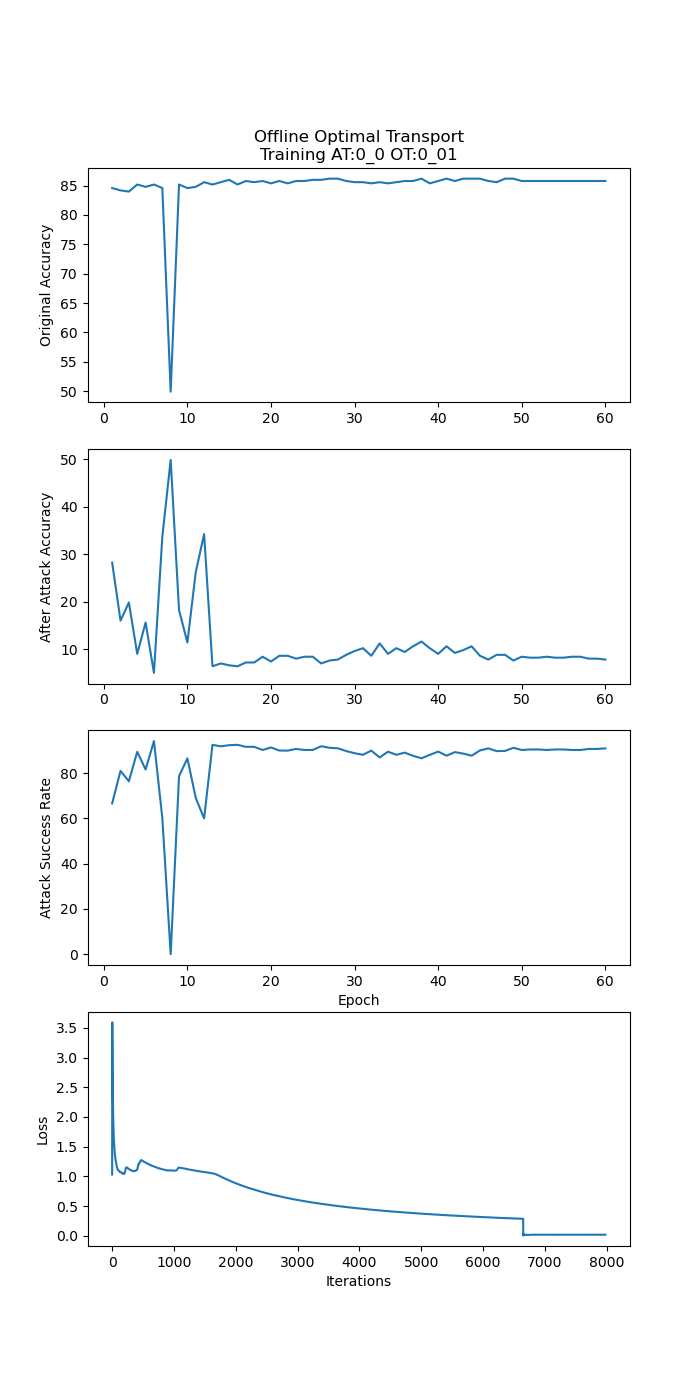 Offline Optimal Transport
Training AT:0_0 OT:0_01
Original Accuracy
85
80
75
70
65
60
55
50
0 10 20 30 40 50 60
After Attack Accuracy
50
40
30
20
10
0 10 20 30 40 50 60
Attack Success Rate
80
60
40
20
0
0 10 20 30 40 50 60
Epoch
Loss
3.5
3.0
2.5
2.0
1.5
1.0
0.5
0.0
0 1000 2000 3000 4000 5000 6000 7000 8000
Iterations